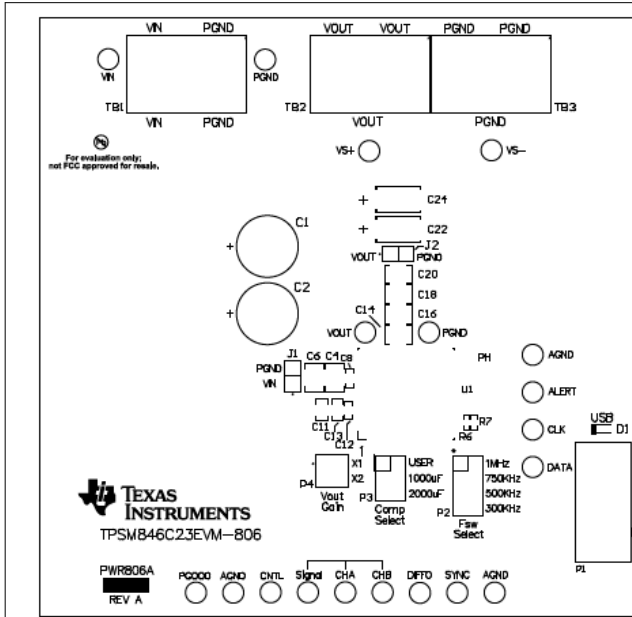 VIN PGND VOUT VOUT PGND PGND
VIN PGND
TB1 VIN PGND TB2 VOUT PGND TB3
VS+ VS-
Pb
For evaluation only;
not FCC approved for resale.
+ C24
C1 + C22
+ J2
VOUT PGND
C20
C2 C18
+ C14 C16
VOUT PGND
J1 C6 C4 C8 PH AGND
PGND
VIN U1 ALERT
C11 R7
C13 R6 CLK
C12
USB
D1
X1 USER 1MHz DATA
X2 1000uF 750KHz
P4 2000uF 500KHz
Vout P3 300KHz
Gain Comp P2
Select Fsw
Select
P1
TEXAS
INSTRUMENTS
TPSM846C23EVM-806
PWR806A
REV A
PGOOD AGND CNTL Signal CHA CHB DIFFO SYNC AGND